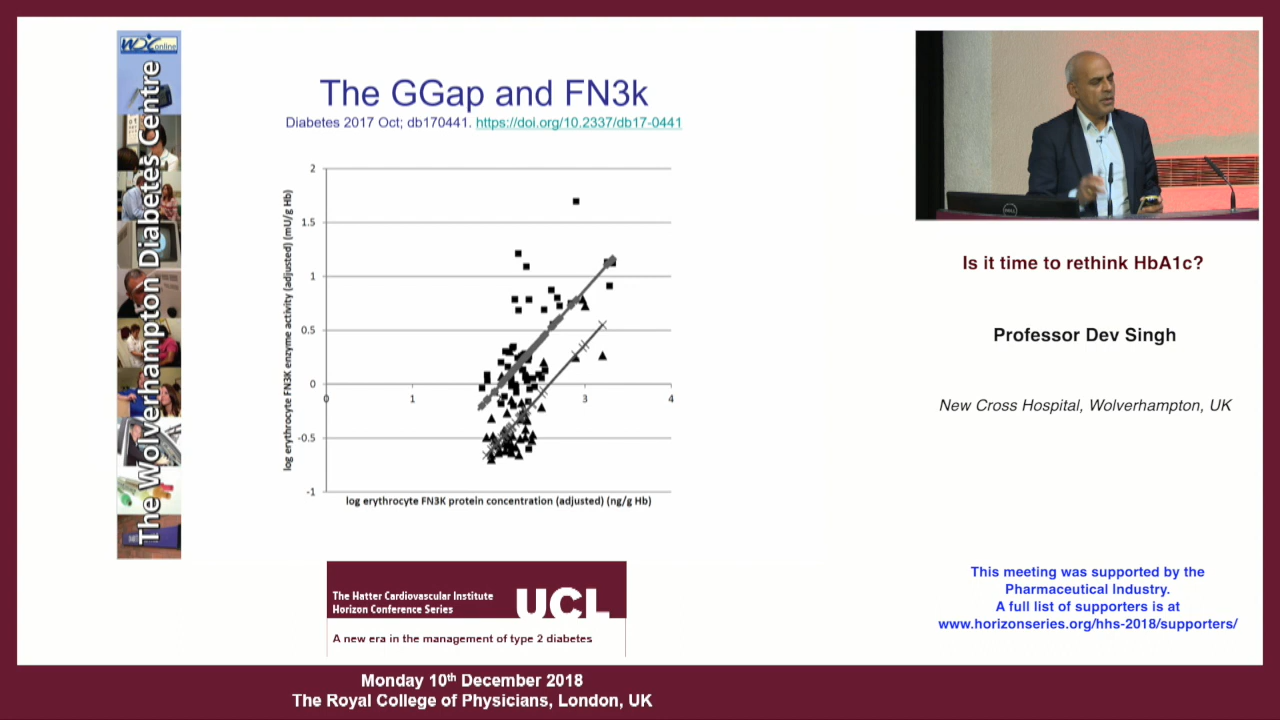 WDC online
The Wolverhampton Diabetes Centre
The GGap and FN3k
Diabetes 2017 Oct; db170441. https://doi.org/10.2337/db17-0441
log erythrocyte FN3K enzyme activity (adjusted) (mU/g Hb)
2
1.5
1
0.5
0
-0.5
-1
0
1
3
4
log erythrocyte FN3K protein concentration (adjusted) (ng/g Hb)
The Hatter Cardiovascular Institute
Horizon Conference Series
UCL
A new era in the management of type 2 diabetes
DELL
Is it time to rethink HbA1c?
Professor Dev Singh
New Cross Hospital, Wolverhampton, UK
This meeting was supported by the
Pharmaceutical Industry.
A full list of supporters is at
www.horizonseries.org/hhs-2018/supporters/
Monday 10th December 2018
The Royal College of Physicians, London, UK